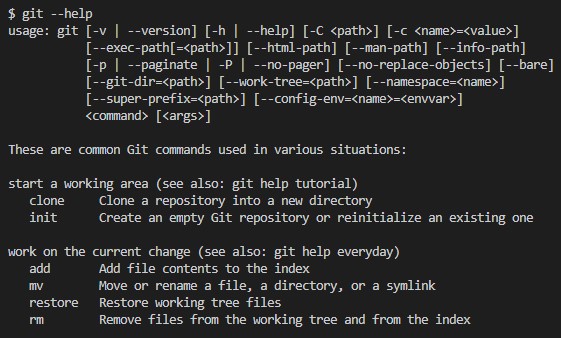 $ git --help
usage: git [-v | --version] [-h | --help] [-C <path>] [-c <name>=<value>]
           [--exec-path[=<path>]] [--html-path] [--man-path] [--info-path]
           [-p | --paginate | -P | --no-pager] [--no-replace-objects] [--bare]
           [--git-dir=<path>] [--work-tree=<path>] [--namespace=<name>]
           [--super-prefix=<path>] [--config-env=<name>=<envvar>]
           <command> [<args>]

These are common Git commands used in various situations:

start a working area (see also: git help tutorial)
   clone     Clone a repository into a new directory
   init      Create an empty Git repository or reinitialize an existing one

work on the current change (see also: git help everyday)
   add       Add file contents to the index
   mv        Move or rename a file, a directory, or a symlink
   restore   Restore working tree files
   rm        Remove files from the working tree and from the index